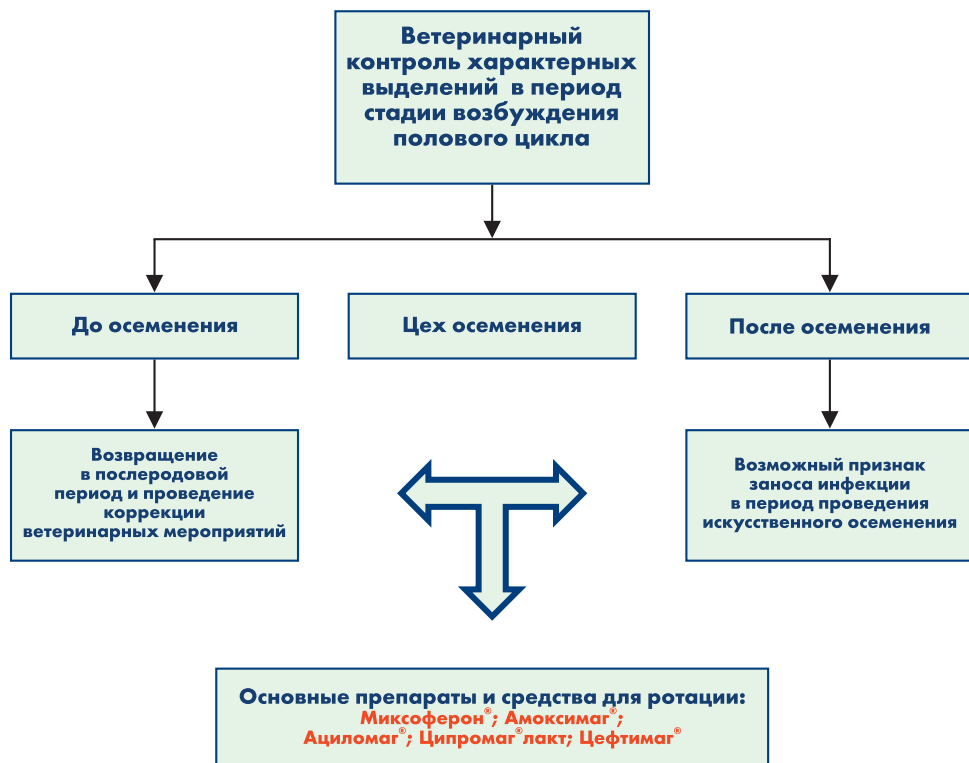 Ветеринарный
контроль характерных
выделений в период
стадии возбуждения
полового цикла
До осеменения
Цех осеменения
После осеменения
Возвращение
в послеродовой
период и проведение
коррекции
ветеринарных мероприятий
Возможный признак
заноса инфекции
в период проведения
искусственного осеменения
Основные препараты и средства для ротации:
Миксоферон®; Амоксимаг®;
Ациломаг®; Ципромаг®лакт; Цефтимаг®